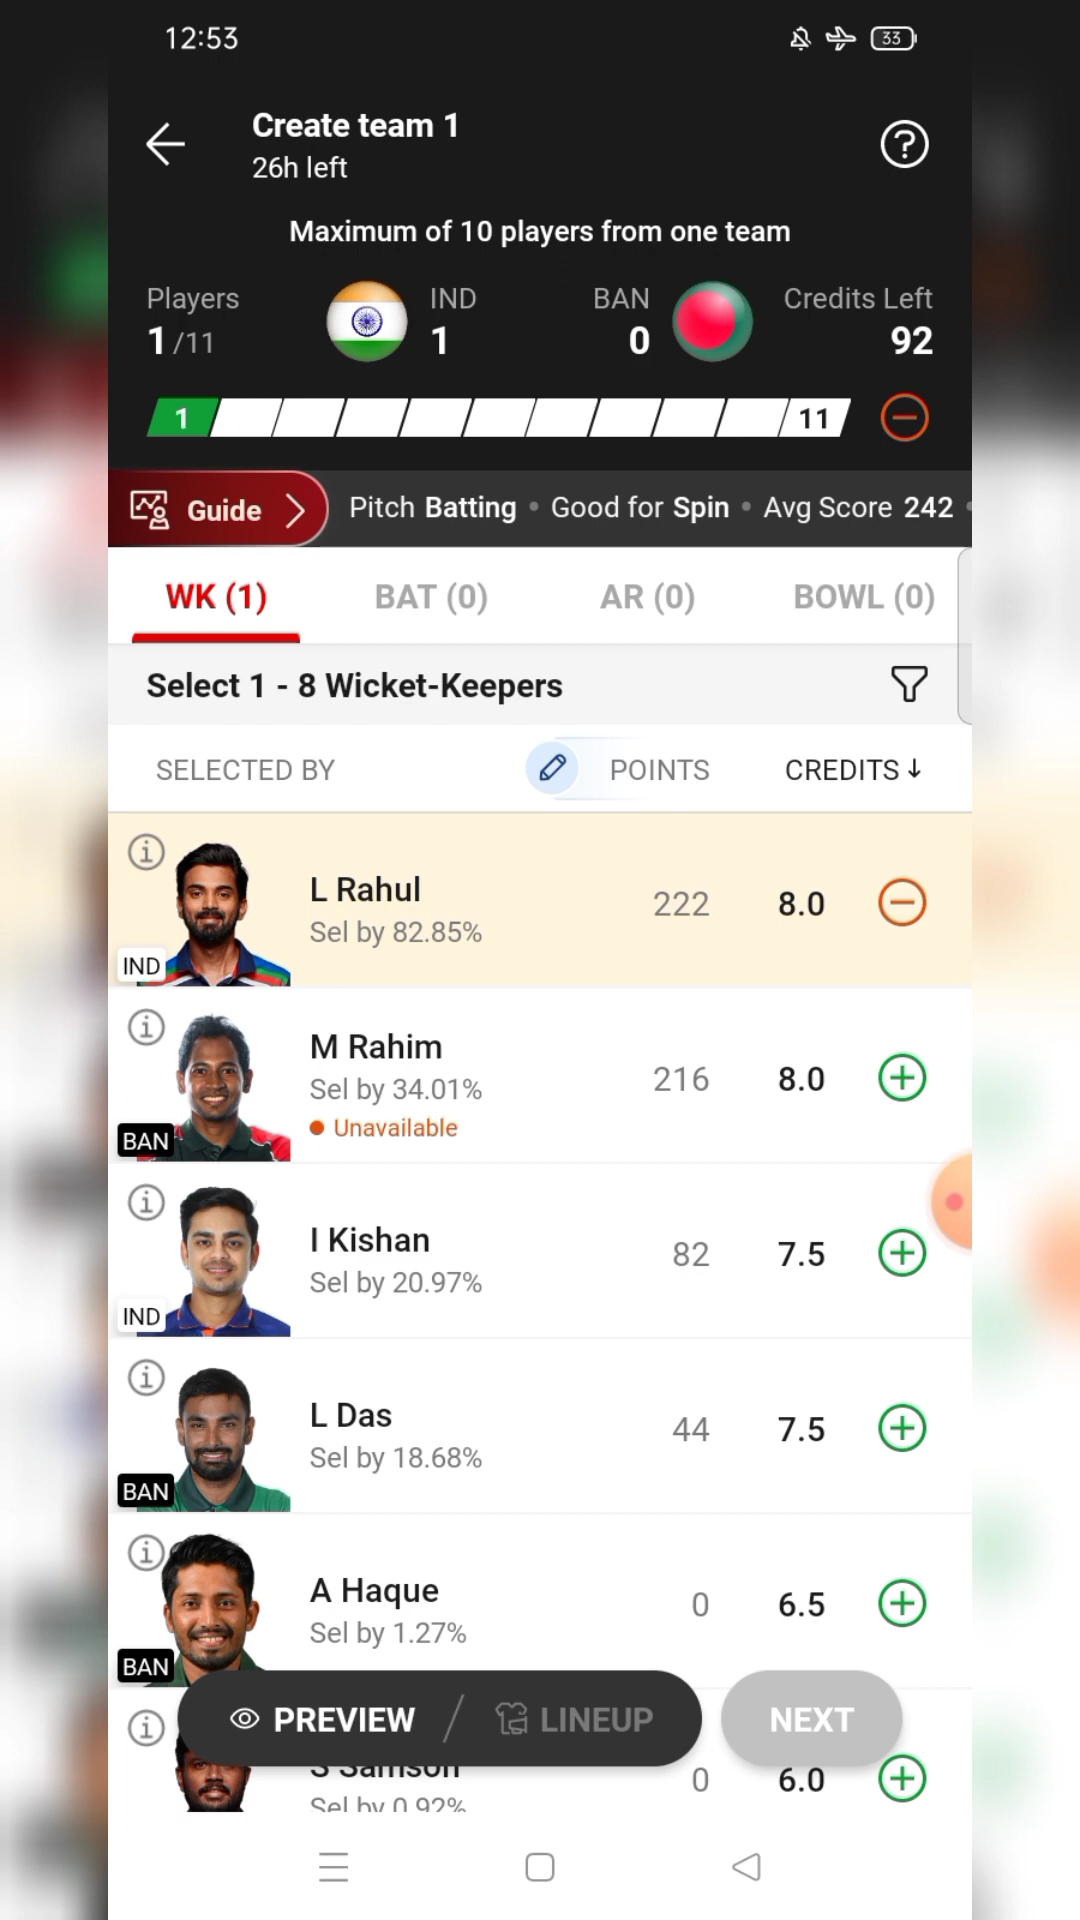 12:53
33
Create team 1
26h left
Maximum of 10 players from one team
Players IND BAN Credits Left
1 /11 1 0 92
1 11
Guide Pitch Batting • Good for Spin • Avg Score 242 •
WK (1) BAT (0) AR (0) BOWL (0)
Select 1 - 8 Wicket-Keepers
SELECTED BY POINTS CREDITS ↓
L Rahul
Sel by 82.85%
222 8.0
IND
M Rahim
Sel by 34.01%
Unavailable
216 8.0
BAN
I Kishan
Sel by 20.97%
82 7.5
IND
L Das
Sel by 18.68%
44 7.5
BAN
A Haque
Sel by 1.27%
0 6.5
BAN
PREVIEW / LINEUP NEXT
S Samson
Sel by 0.92%
0 6.0